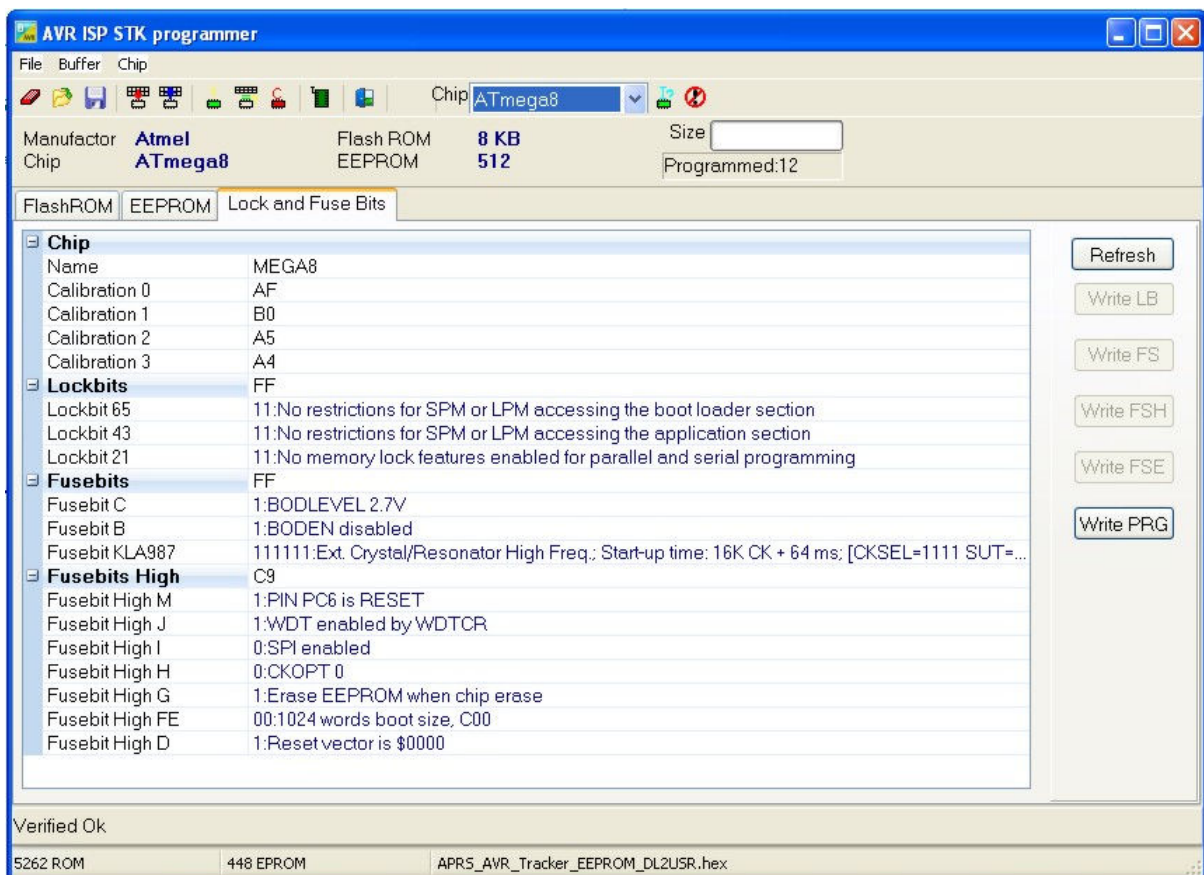 AVR ISP STK programmer
File Buffer Chip
Chip ATmega8
Manufactor Atmel Flash ROM 8 KB Size
Chip ATmega8 EEPROM 512 Programmed:12
FlashROM EEPROM Lock and Fuse Bits
Chip
Name MEGA8
Calibration 0 AF
Calibration 1 B0
Calibration 2 A5
Calibration 3 A4
Lockbits FF
Lockbit 65 11:No restrictions for SPM or LPM accessing the boot loader section
Lockbit 43 11:No restrictions for SPM or LPM accessing the application section
Lockbit 21 11:No memory lock features enabled for parallel and serial programming
Fusebits FF
Fusebit C 1:BODLEVEL 2.7V
Fusebit B 1:BODEN disabled
Fusebit KLA987 111111:Ext. Crystal/Resonator High Freq.; Start-up time: 16K CK + 64 ms; [CKSEL=1111 SUT=...
Fusebits High C9
Fusebit High M 1:PIN PC6 is RESET
Fusebit High J 1:WDT enabled by WDTCR
Fusebit High I 0:SPI enabled
Fusebit High H 0:CKOPT 0
Fusebit High G 1:Erase EEPROM when chip erase
Fusebit High FE 00:1024 words boot size, C00
Fusebit High D 1:Reset vector is $0000
Refresh
Write LB
Write FS
Write FSH
Write FSE
Write PRG
Verified Ok
5262 ROM 448 EPROM APRS_AVR_Tracker_EEPROM_DL2USR.hex